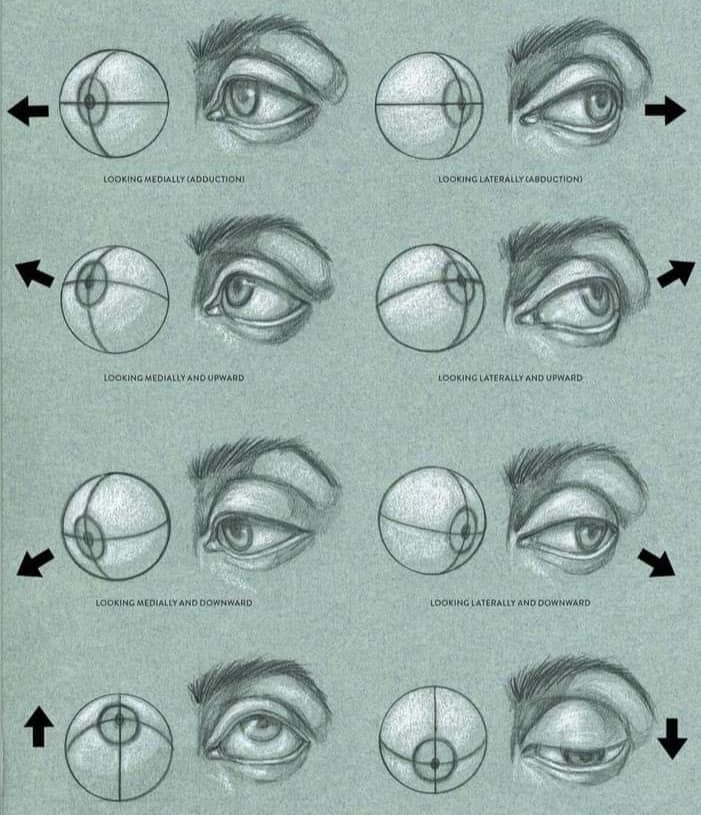 LOOKING MEDIALLY (ADDUCTION)
LOOKING LATERALLY (ABDUCTION)
LOOKING MEDIALLY AND UPWARD
LOOKING LATERALLY AND UPWARD
LOOKING MEDIALLY AND DOWNWARD
LOOKING LATERALLY AND DOWNWARD